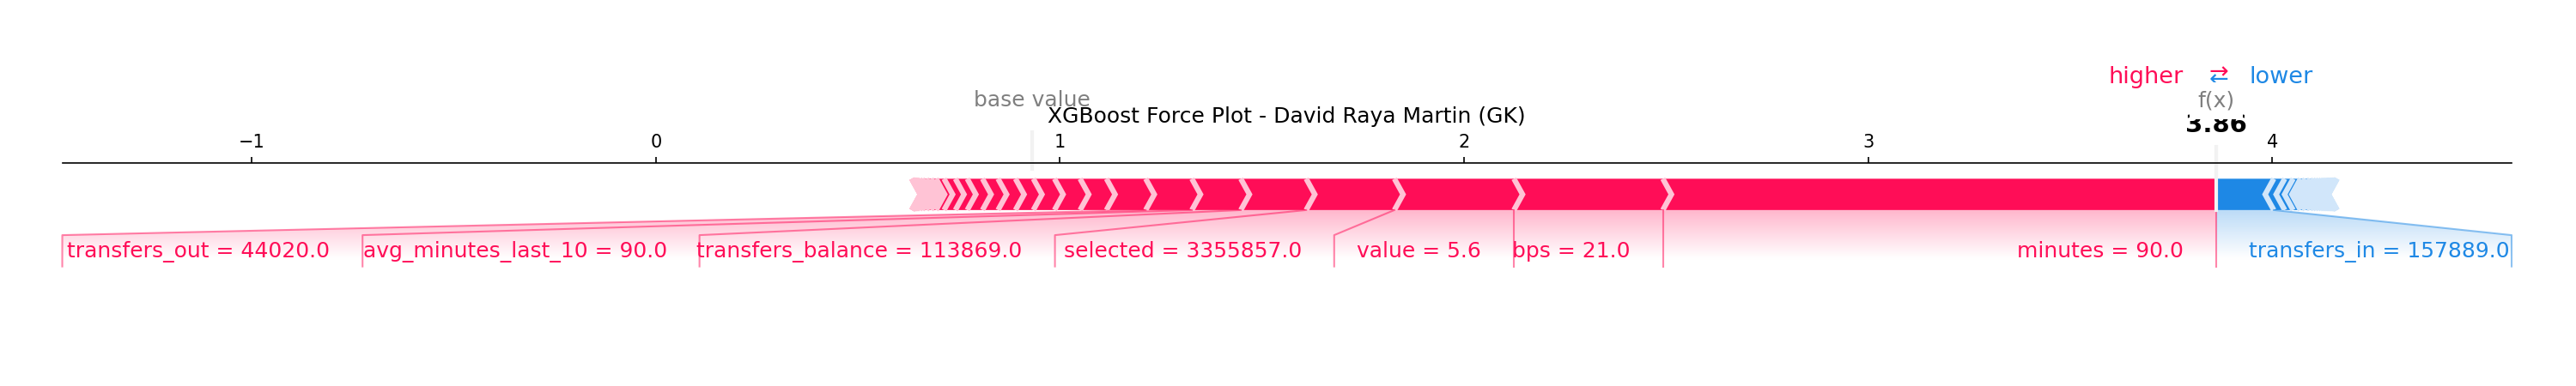 higher ⇄ lower
base value
f(x)
XGBoost Force Plot - David Raya Martin (GK)
3.86
−1 0 1 2 3 4
transfers_out = 44020.0 avg_minutes_last_10 = 90.0 transfers_balance = 113869.0 selected = 3355857.0 value = 5.6 bps = 21.0 minutes = 90.0 transfers_in = 157889.0